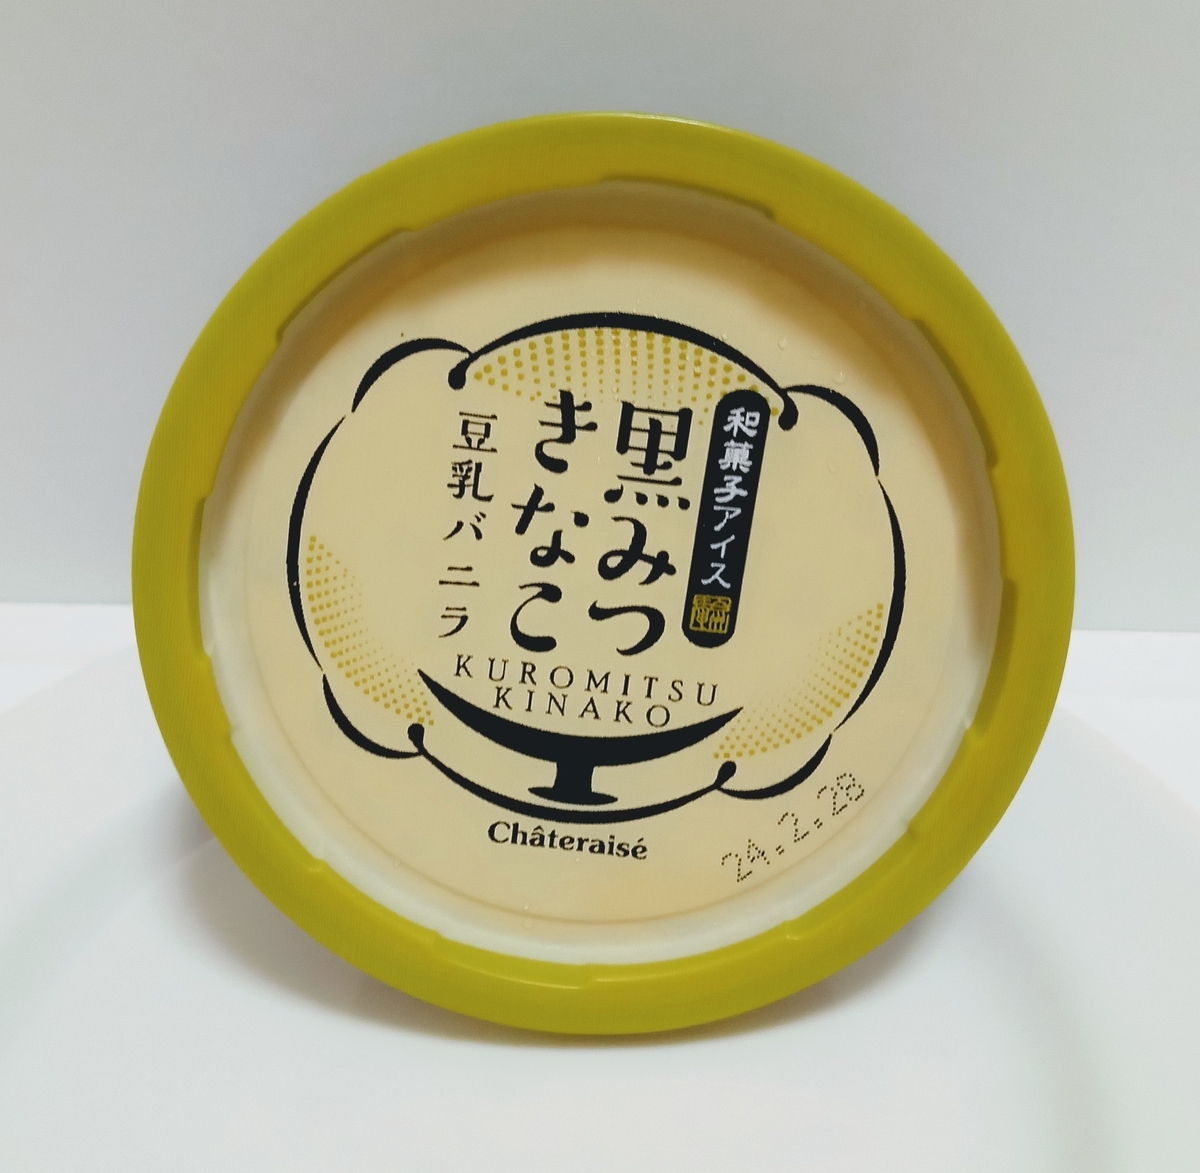 和菓子アイス
黒みつ
きなこ
豆乳バニラ
KUROMITSU
KINAKO
Châteraisé
24.2.28